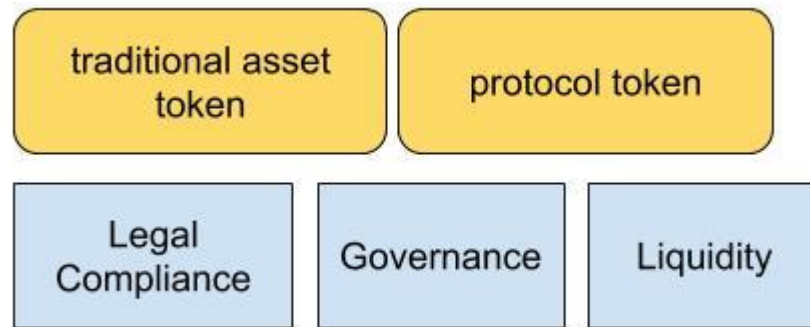 traditional asset
token
protocol token
Legal
Compliance
Governance
Liquidity